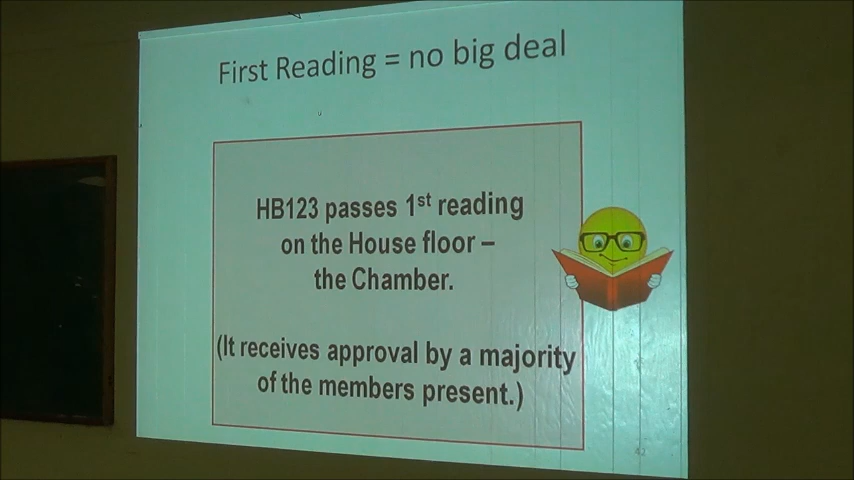 First Reading = no big deal
HB123 passes 1st reading
on the House floor –
the Chamber.
(It receives approval by a majority
of the members present.)
42